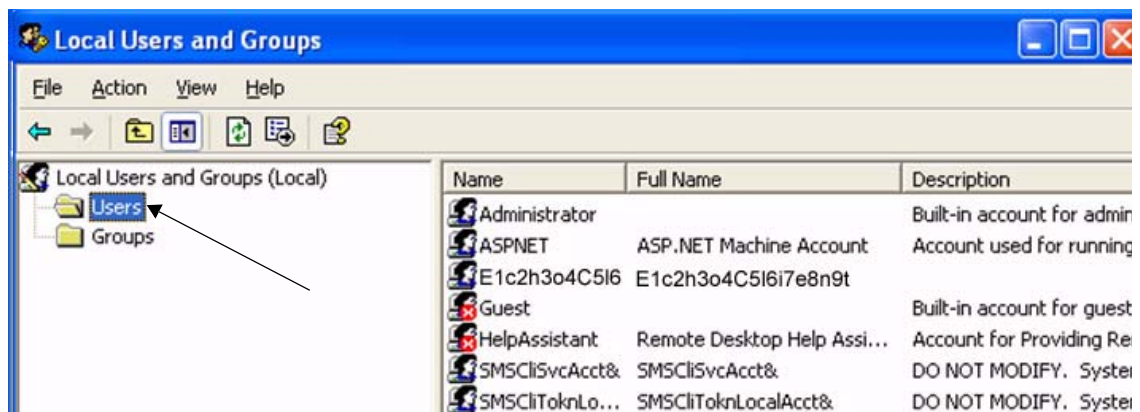 Local Users and Groups
File Action View Help
Local Users and Groups (Local)
Users
Groups
Name Full Name Description
Administrator Built-in account for admin
ASPNET ASP.NET Machine Account Account used for running
E1c2h3o4C5l6 E1c2h3o4C5l6i7e8n9t
Guest Built-in account for guest
HelpAssistant Remote Desktop Help Assi... Account for Providing Re
SMSCliSvcAcct& SMSCliSvcAcct& DO NOT MODIFY. System
SMSCliToknLo... SMSCliToknLocalAcct& DO NOT MODIFY. System